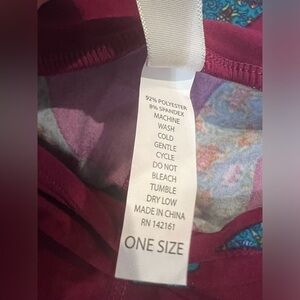 92% POLYESTER
8% SPANDEX
MACHINE
WASH
COLD
GENTLE
CYCLE
DO NOT
BLEACH
TUMBLE
DRY LOW
MADE IN CHINA
RN 142161
ONE SIZE